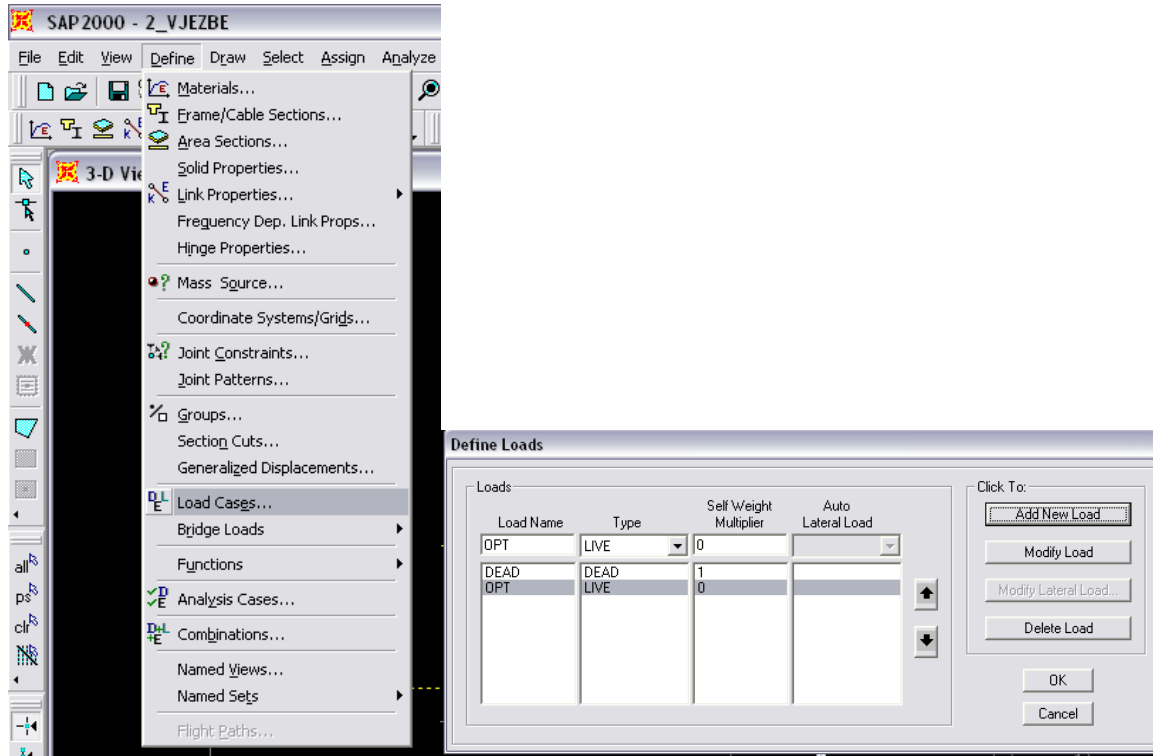 SAP2000 - 2_VJEZBE
File Edit View Define Draw Select Assign Analyze
Materials...
Frame/Cable Sections...
Area Sections...
Solid Properties...
Link Properties...
Frequency Dep. Link Props...
Hinge Properties...
Mass Source...
Coordinate Systems/Grids...
Joint Constraints...
Joint Patterns...
Groups...
Section Cuts...
Generalized Displacements...
Load Cases...
Bridge Loads
Functions
Analysis Cases...
Combinations...
Named Views...
Named Sets
Flight Paths...
3-D Vie
all
ps
clr
Define Loads
Loads
Load Name Type Self Weight Multiplier Auto Lateral Load
OPT LIVE 0
DEAD DEAD 1
OPT LIVE 0
Click To:
Add New Load
Modify Load
Modify Lateral Load...
Delete Load
OK
Cancel